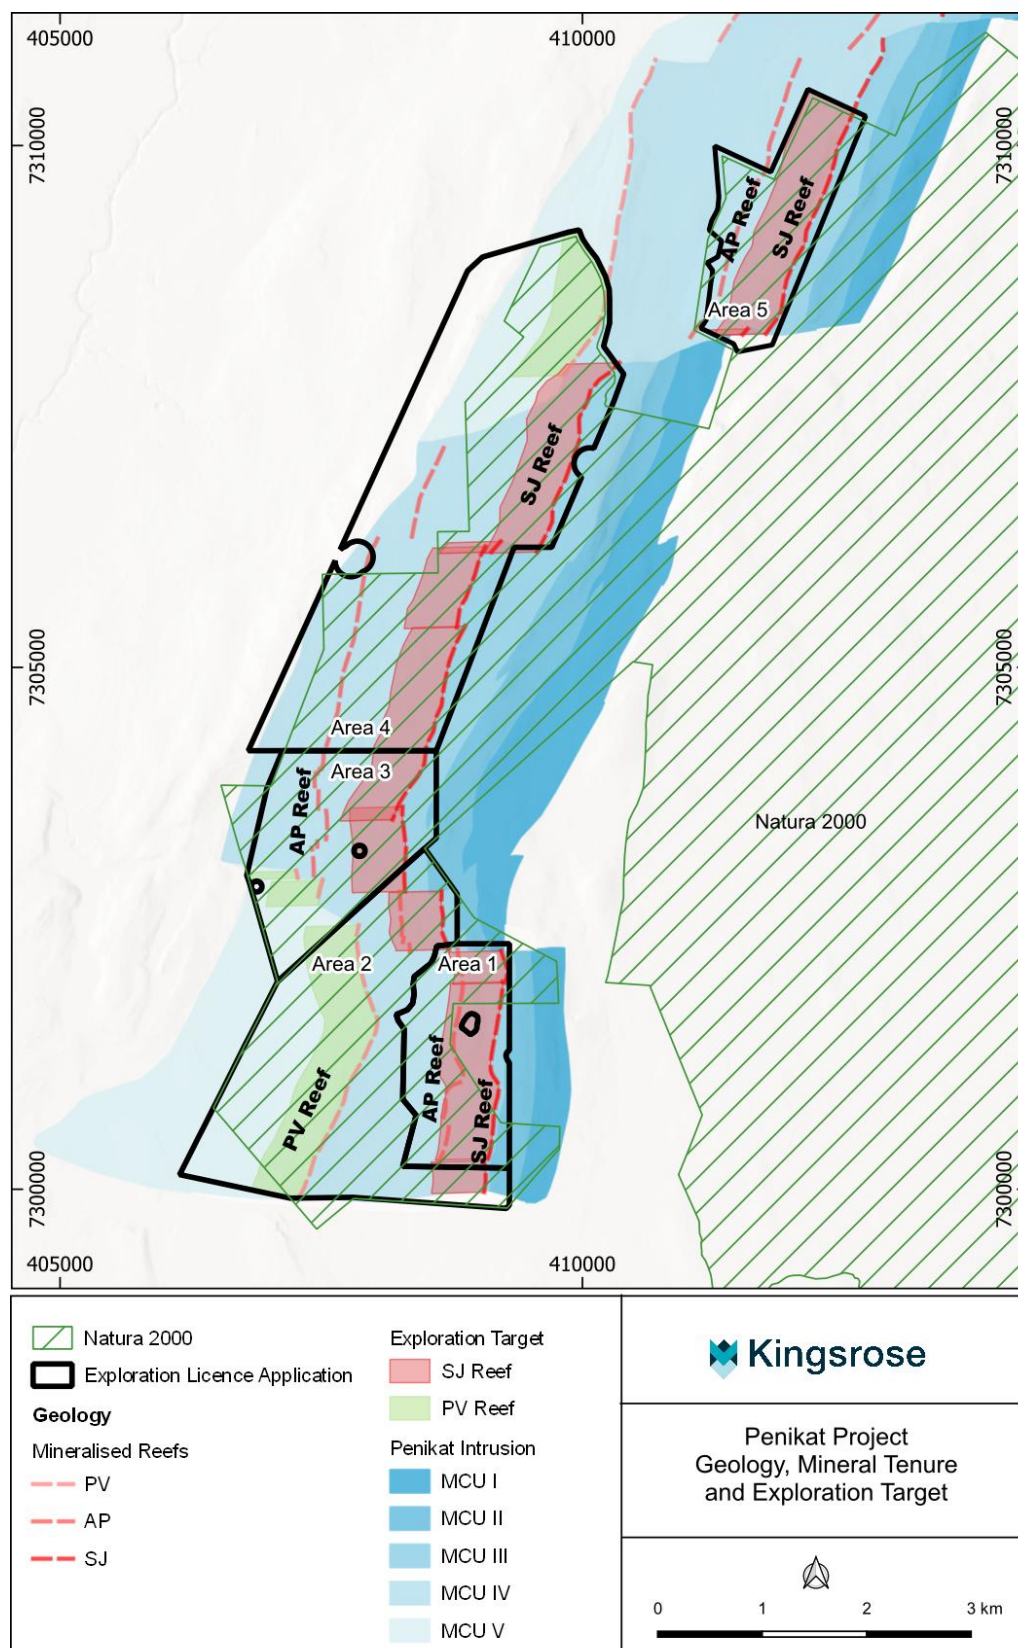 405000
410000
7310000
7310000
AP Reef
SJ Reef
Area 5
SJ Reef
7305000
7305000
Area 4
Area 3
AP Reef
Natura 2000
Area 2
Area 1
AP Reef
PV Reef
SJ Reef
7300000
7300000
405000
410000
Natura 2000
Exploration Licence Application
Geology
Mineralised Reefs
PV
AP
SJ
Exploration Target
SJ Reef
PV Reef
Penikat Intrusion
MCU I
MCU II
MCU III
MCU IV
MCU V
Kingsrose
Penikat Project
Geology, Mineral Tenure
and Exploration Target
0 1 2 3 km